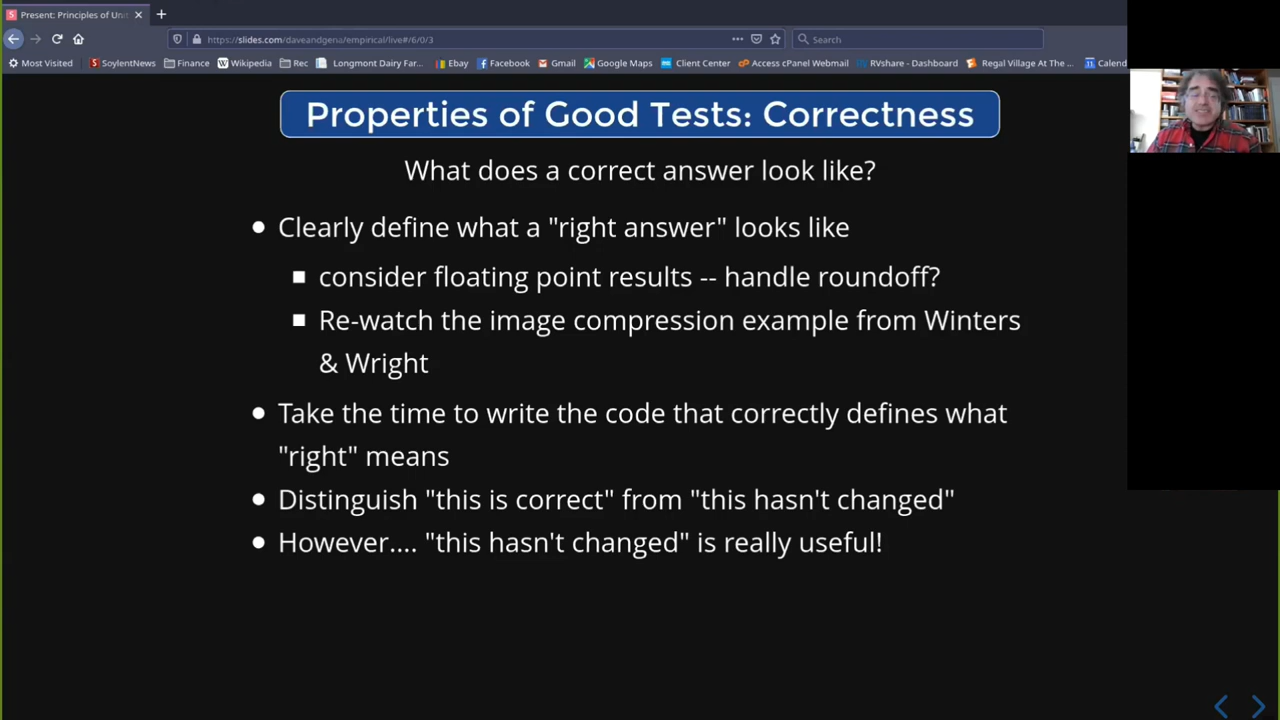 Present: Principles of Unit
https://slides.com/daveandgena/empirical/live#/6/0/3
Search
Most Visited
SoylentNews
Finance
Wikipedia
Rec
Longmont Dairy Far...
Ebay
Facebook
Gmail
Google Maps
Client Center
Access cPanel Webmail
RVshare - Dashboard
Regal Village At The ...
Calend
Properties of Good Tests: Correctness
What does a correct answer look like?
Clearly define what a "right answer" looks like
consider floating point results -- handle roundoff?
Re-watch the image compression example from Winters
& Wright
Take the time to write the code that correctly defines what
"right" means
Distinguish "this is correct" from "this hasn't changed"
However.... "this hasn't changed" is really useful!